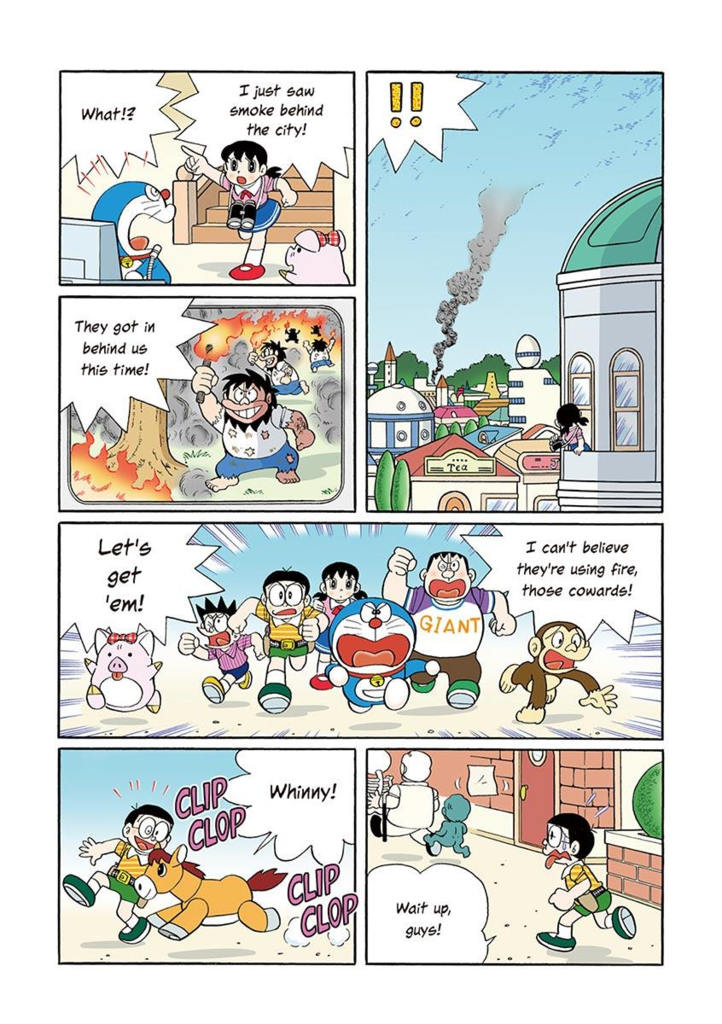 What!?
I just saw
smoke behind
the city!
!!
They got in
behind us
this time!
Tea
Let's
get
'em!
I can't believe
they're using fire,
those cowards!
GIANT
CLIP
CLOP
Whinny!
CLIP
CLOP
Wait up,
guys!